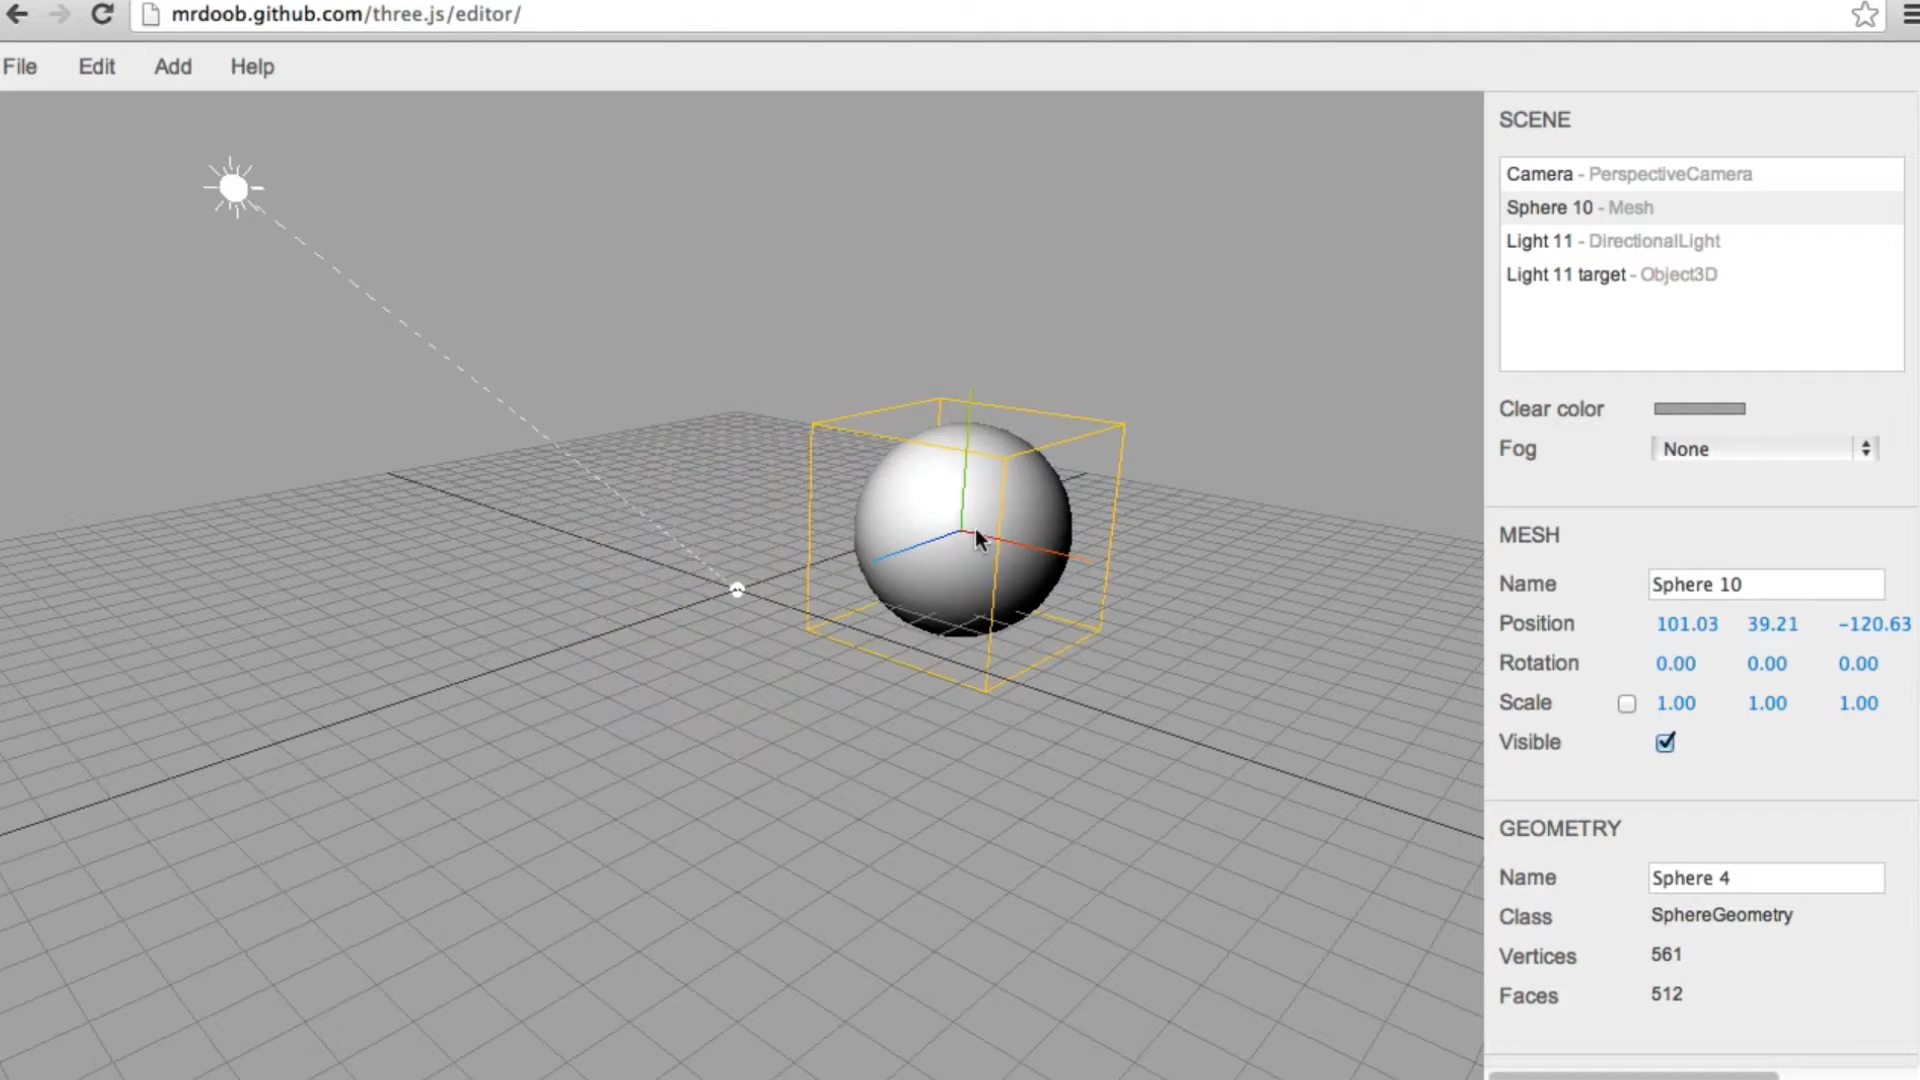 mrdoob.github.com/three.js/editor/
File Edit Add Help
SCENE
Camera - PerspectiveCamera
Sphere 10 - Mesh
Light 11 - DirectionalLight
Light 11 target - Object3D
Clear color
Fog None
MESH
Name Sphere 10
Position 101.03 39.21 -120.63
Rotation 0.00 0.00 0.00
Scale 1.00 1.00 1.00
Visible
GEOMETRY
Name Sphere 4
Class SphereGeometry
Vertices 561
Faces 512